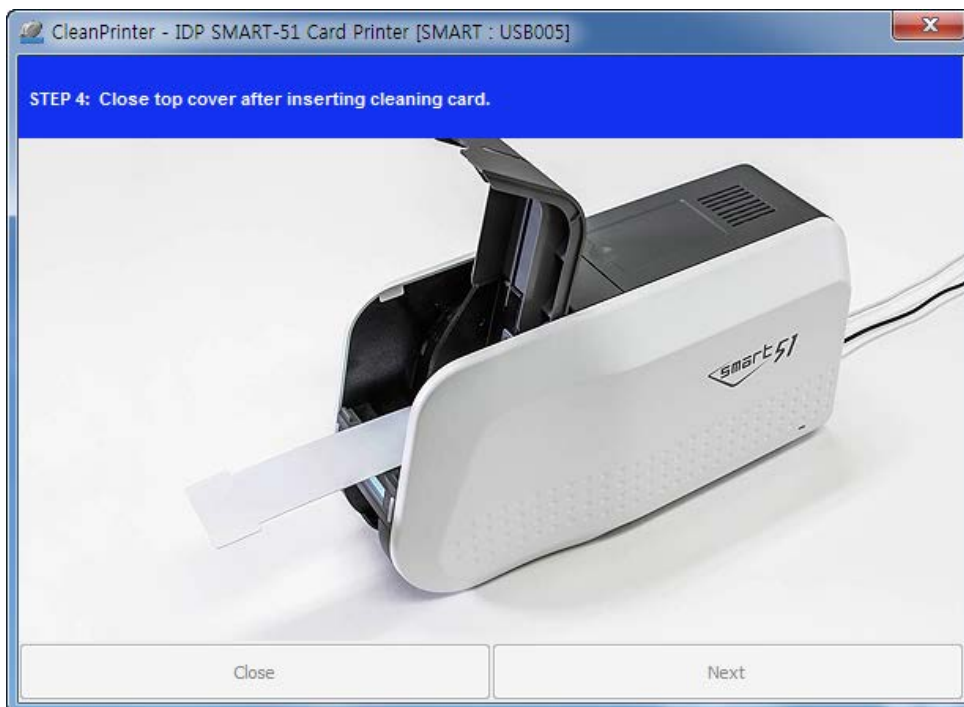 CleanPrinter - IDP SMART-51 Card Printer [SMART : USB005]
STEP 4:  Close top cover after inserting cleaning card.
smart 51
Close
Next